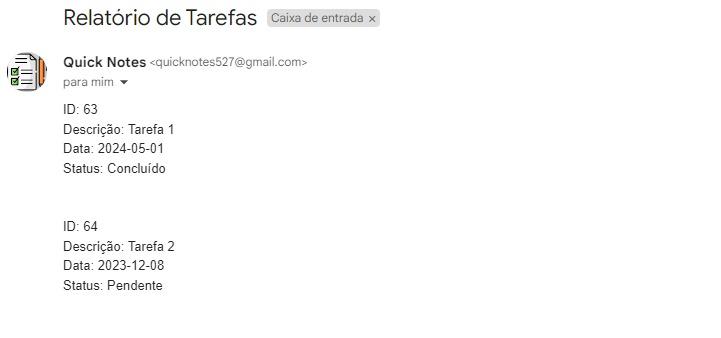 Relatório de Tarefas Caixa de entrada ×
Quick Notes <quicknotes527@gmail.com>
para mim
ID: 63
Descrição: Tarefa 1
Data: 2024-05-01
Status: Concluído
ID: 64
Descrição: Tarefa 2
Data: 2023-12-08
Status: Pendente